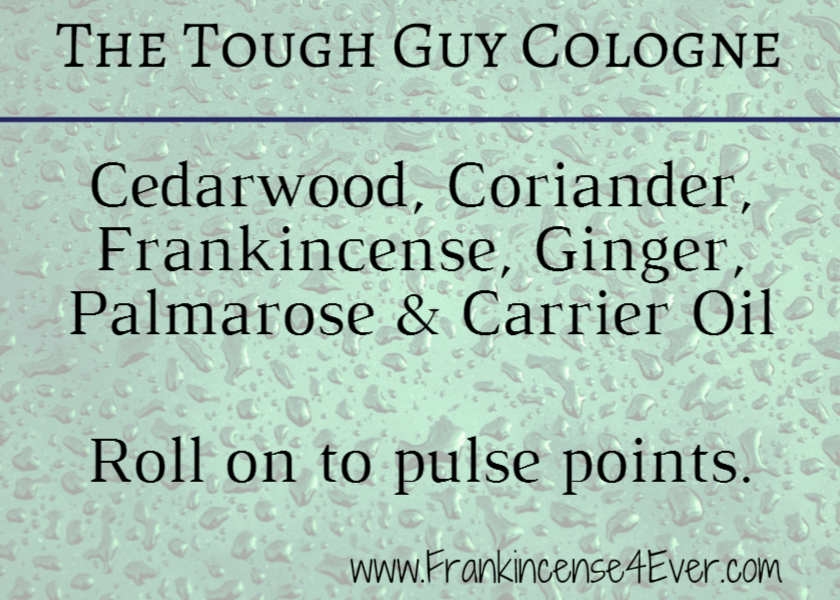 The Tough Guy Cologne
Cedarwood, Coriander,
Frankincense, Ginger,
Palmarose & Carrier Oil
Roll on to pulse points.
www.Frankincense4Ever.com